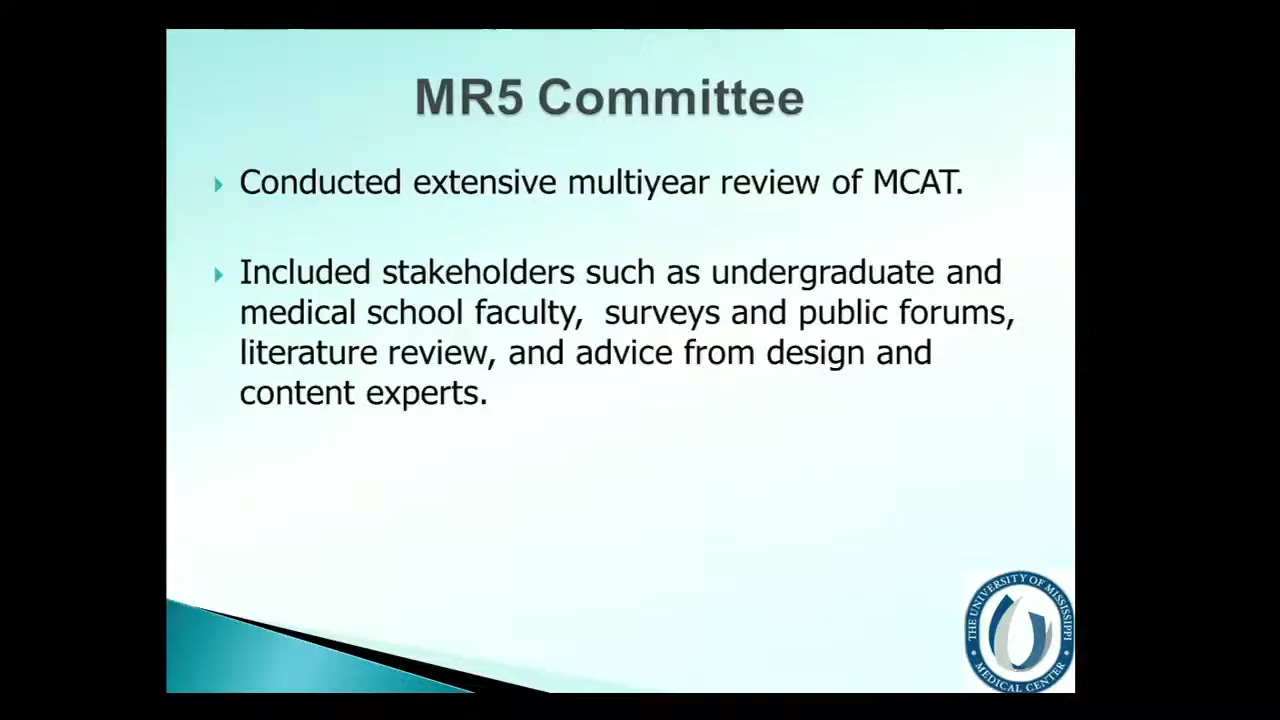 MR5 Committee
Conducted extensive multiyear review of MCAT.
Included stakeholders such as undergraduate and
medical school faculty,  surveys and public forums,
literature review, and advice from design and
content experts.
THE UNIVERSITY OF MISSISSIPPI
MEDICAL CENTER